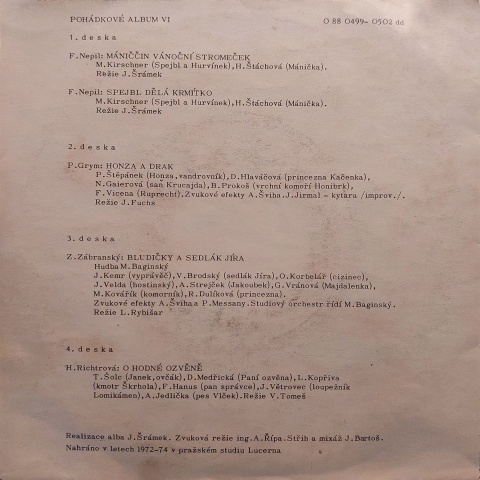 POHÁDKOVÉ ALBUM VI
O 88 0499- 0502 dd
1. deska
F.Nepil: MÁNIČČIN VÁNOČNÍ STROMEČEK
M.Kirschner (Spejbl a Hurvínek),H.Štáchová (Mánička),
Režie J.Šrámek
F.Nepil: SPEJBL DĚLÁ KRMÍTKO
M.Kirschner (Spejbl a Hurvínek),H.Štáchová (Mánička).
Režie J.Šrámek
2. deska
P.Grym: HONZA A DRAK
P.Štěpánek (Honza,vandrovník),D.Hlaváčová (princezna Kačenka),
N.Gaierová (saň Krucajda),B.Prokoš (vrchní komoří Honibrk),
F.Vicena (Ruprecht).Zvukové efekty A.Šviha.J.Jirmal - kytara /improv./.
Režie J.Fuchs
3. deska
Z.Zábranský: BLUDIČKY A SEDLÁK JÍRA
Hudba M.Baginský
J.Kemr (vyprávěč),V.Brodský (sedlák Jíra),O.Korbelář (cizinec),
J.Velda (hostinský),A.Strejček (Jakoubek),G.Vránová (Majdalenka),
M.Kovářík (komorník),R.Dulíková (princezna),
Zvukové efekty A.Šviha a P.Messany.Studiový orchestr řídí M.Baginský.
Režie L.Rybišar
4. deska
H.Richtrová: O HODNÉ OZVĚNĚ
T.Šolc (Janek,ovčák),D.Medřická (Paní ozvěna),L.Kopřiva
(kmotr Škrhola),F.Hanus (pan správce),J.Větrovec (loupežník
Lomikámen),A.Jedlička (pes Vlček).Režie V.Tomeš
Realizace alba J.Šrámek. Zvuková režie ing.A.Řípa.Střih a mixáž J.Bartoš.
Nahráno v letech 1972-74 v pražském studiu Lucerna